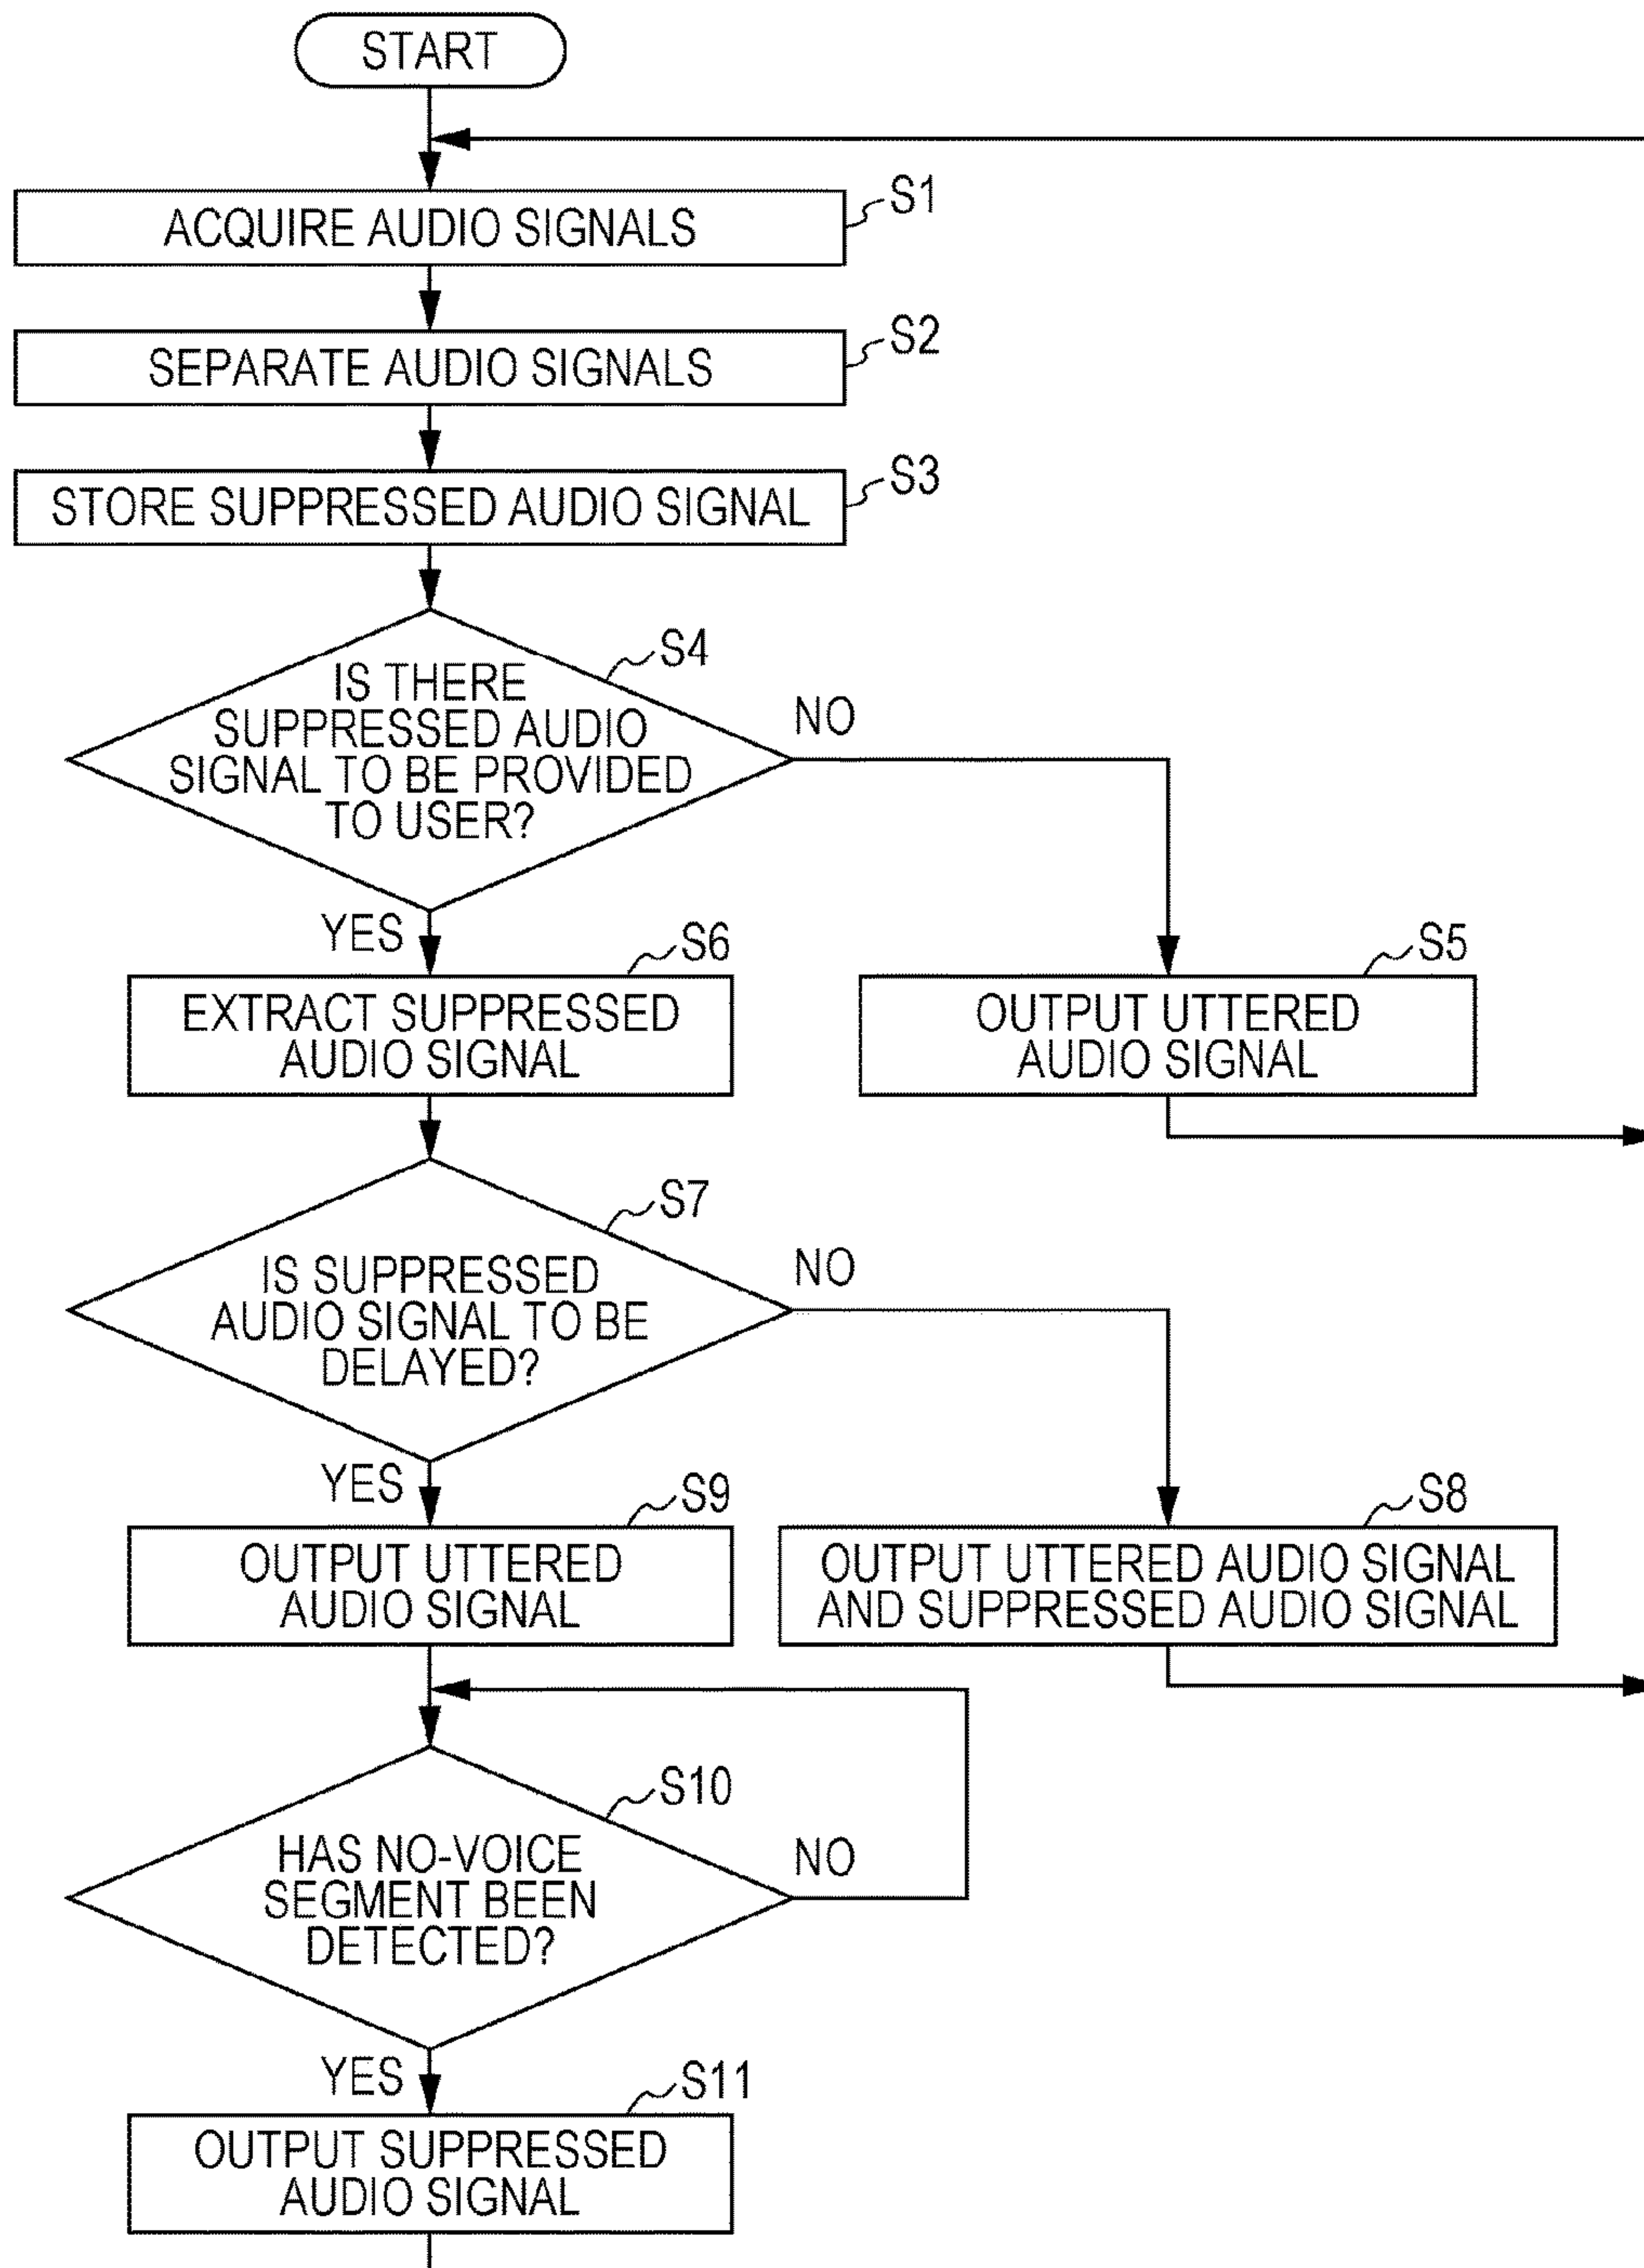 START
ACQUIRE AUDIO SIGNALS
S1
SEPARATE AUDIO SIGNALS
S2
STORE SUPPRESSED AUDIO SIGNAL
S3
S4
IS THERE
SUPPRESSED AUDIO
SIGNAL TO BE PROVIDED
TO USER?
NO
YES
S6
EXTRACT SUPPRESSED
AUDIO SIGNAL
S5
OUTPUT UTTERED
AUDIO SIGNAL
S7
IS SUPPRESSED
AUDIO SIGNAL TO BE
DELAYED?
NO
YES
S9
OUTPUT UTTERED
AUDIO SIGNAL
S8
OUTPUT UTTERED AUDIO SIGNAL
AND SUPPRESSED AUDIO SIGNAL
S10
HAS NO-VOICE
SEGMENT BEEN
DETECTED?
NO
YES
S11
OUTPUT SUPPRESSED
AUDIO SIGNAL